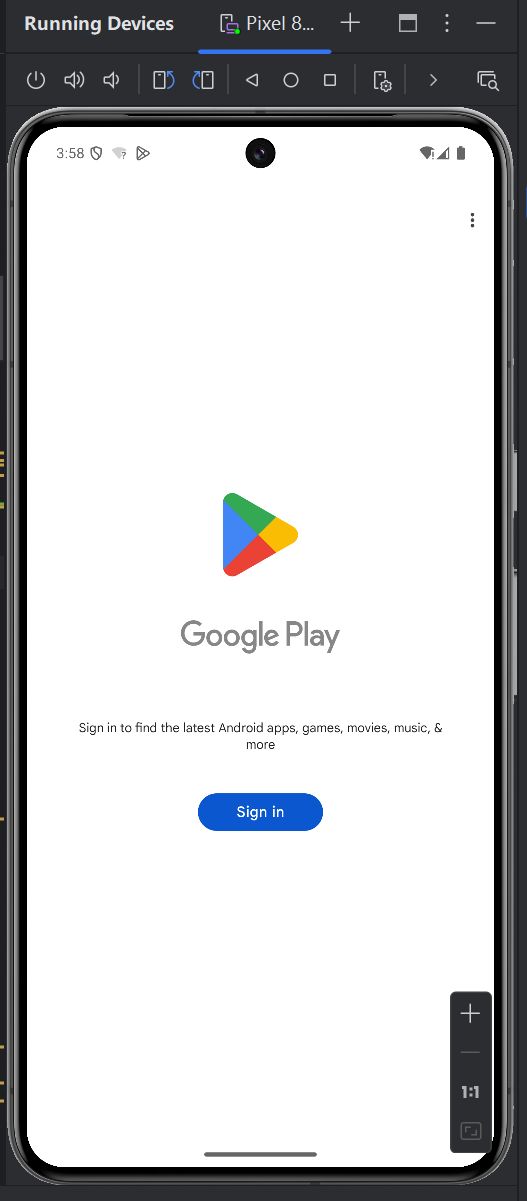 Running Devices
Pixel 8...
3:58
Google Play
Sign in to find the latest Android apps, games, movies, music, &
more
Sign in
1:1